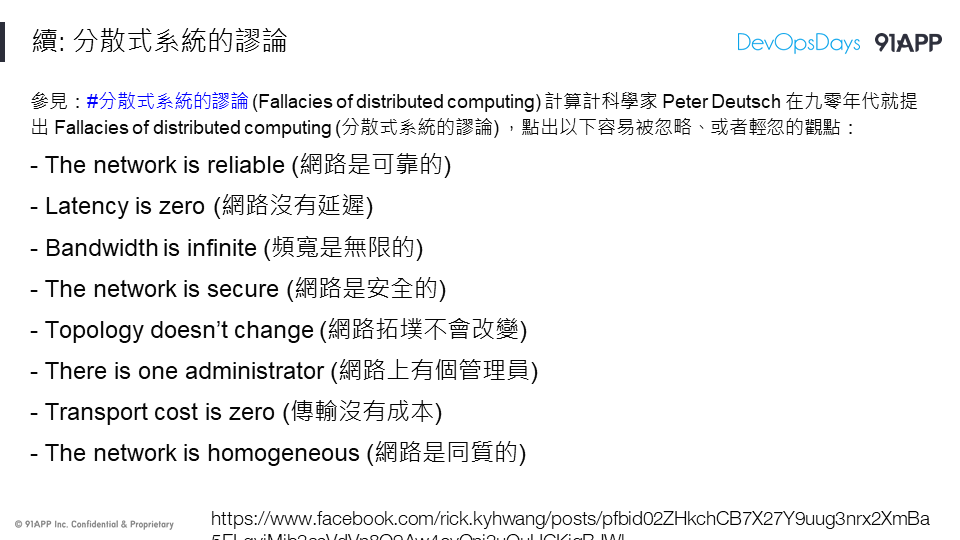 續: 分散式系統的謬論
DevOpsDays 91APP
參見：#分散式系統的謬論 (Fallacies of distributed computing) 計算計科學家 Peter Deutsch 在九零年代就提
出 Fallacies of distributed computing (分散式系統的謬論) ，點出以下容易被忽略、或者輕忽的觀點：
- The network is reliable (網路是可靠的)
- Latency is zero (網路沒有延遲)
- Bandwidth is infinite (頻寬是無限的)
- The network is secure (網路是安全的)
- Topology doesn’t change (網路拓墣不會改變)
- There is one administrator (網路上有個管理員)
- Transport cost is zero (傳輸沒有成本)
- The network is homogeneous (網路是同質的)
© 91APP Inc. Confidential & Proprietary
https://www.facebook.com/rick.kyhwang/posts/pfbid02ZHkchCB7X27Y9uug3nrx2XmBa